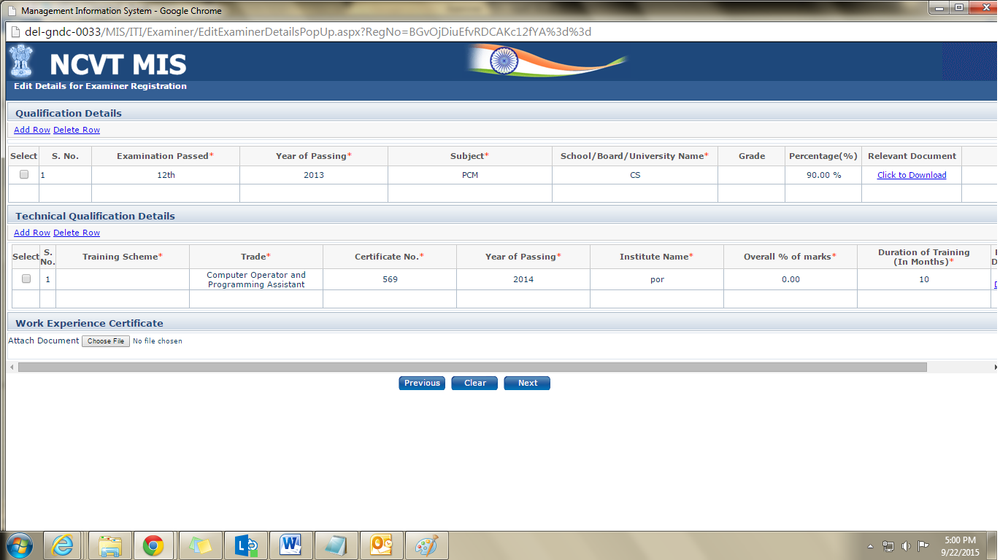 Management Information System - Google Chrome
del-gndc-0033/MIS/ITI/Examiner/EditExaminerDetailsPopUp.aspx?RegNo=BGvOjDiuEfvRDCAKc12fYA%3d%3d
NCVT MIS
Edit Details for Examiner Registration
Qualification Details
Add Row Delete Row
Select S. No. Examination Passed* Year of Passing* Subject* School/Board/University Name* Grade Percentage(%) Relevant Document
1 12th 2013 PCM CS 90.00 % Click to Download
Technical Qualification Details
Add Row Delete Row
Select S. No. Training Scheme* Trade* Certificate No.* Year of Passing* Institute Name* Overall % of marks* Duration of Training (In Months)*
1 Computer Operator and Programming Assistant 569 2014 por 0.00 10
Work Experience Certificate
Attach Document Choose File No file chosen
Previous Clear Next
5:00 PM
9/22/2015